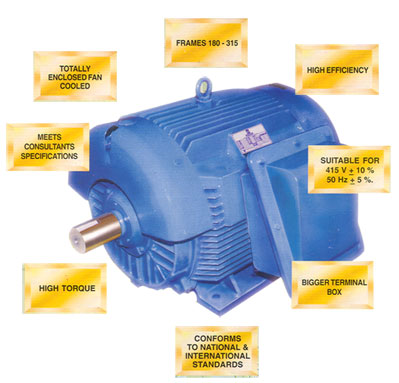 FRAMES 180 - 315
TOTALLY
ENCLOSED FAN
COOLED
HIGH EFFICIENCY
MEETS
CONSULTANTS
SPECIFICATIONS
SUITABLE FOR
415 V ± 10 %
50 Hz ± 5 %.
HIGH TORQUE
BIGGER TERMINAL
BOX
CONFORMS
TO NATIONAL &
INTERNATIONAL
STANDARDS